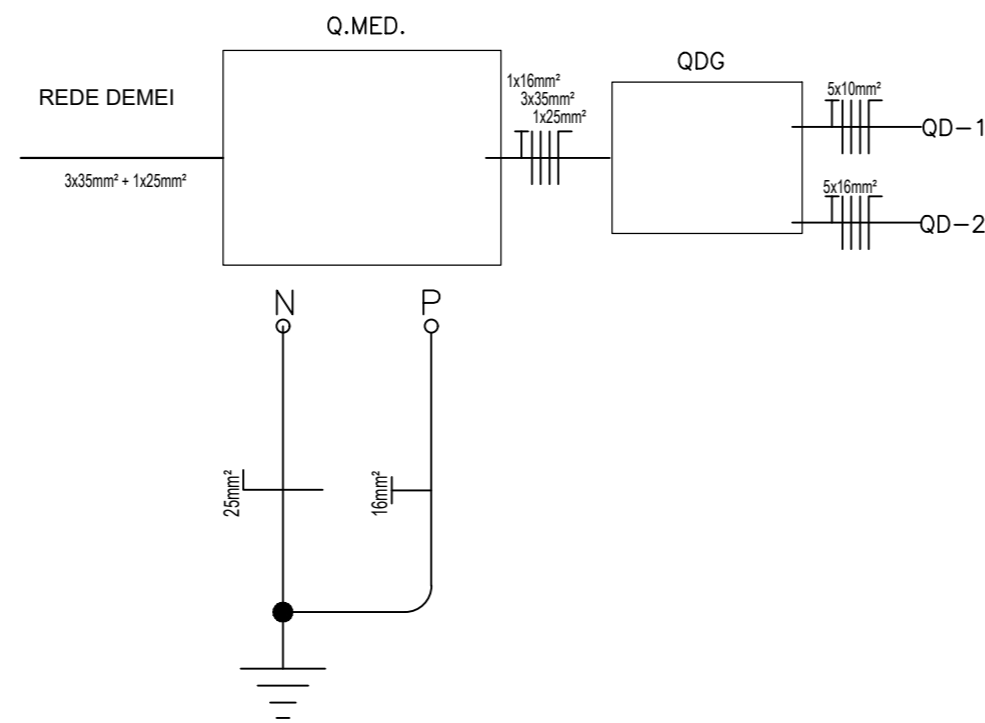 Q.MED.
QDG
REDE DEMEI
3x35mm² + 1x25mm²
1x16mm²
3x35mm²
1x25mm²
5x10mm²
QD-1
5x16mm²
QD-2
N
P
25mm²
16mm²